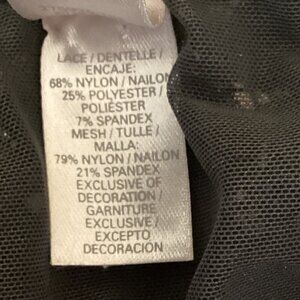 LACE / DENTELLE /
ENCAJE:
68% NYLON / NAILON
25% POLYESTER /
POLIÉSTER
7% SPANDEX
MESH / TULLE /
MALLA:
79% NYLON / NAILON
21% SPANDEX
EXCLUSIVE OF
DECORATION /
GARNITURE
EXCLUSIVE /
EXCEPTO
DECORACION